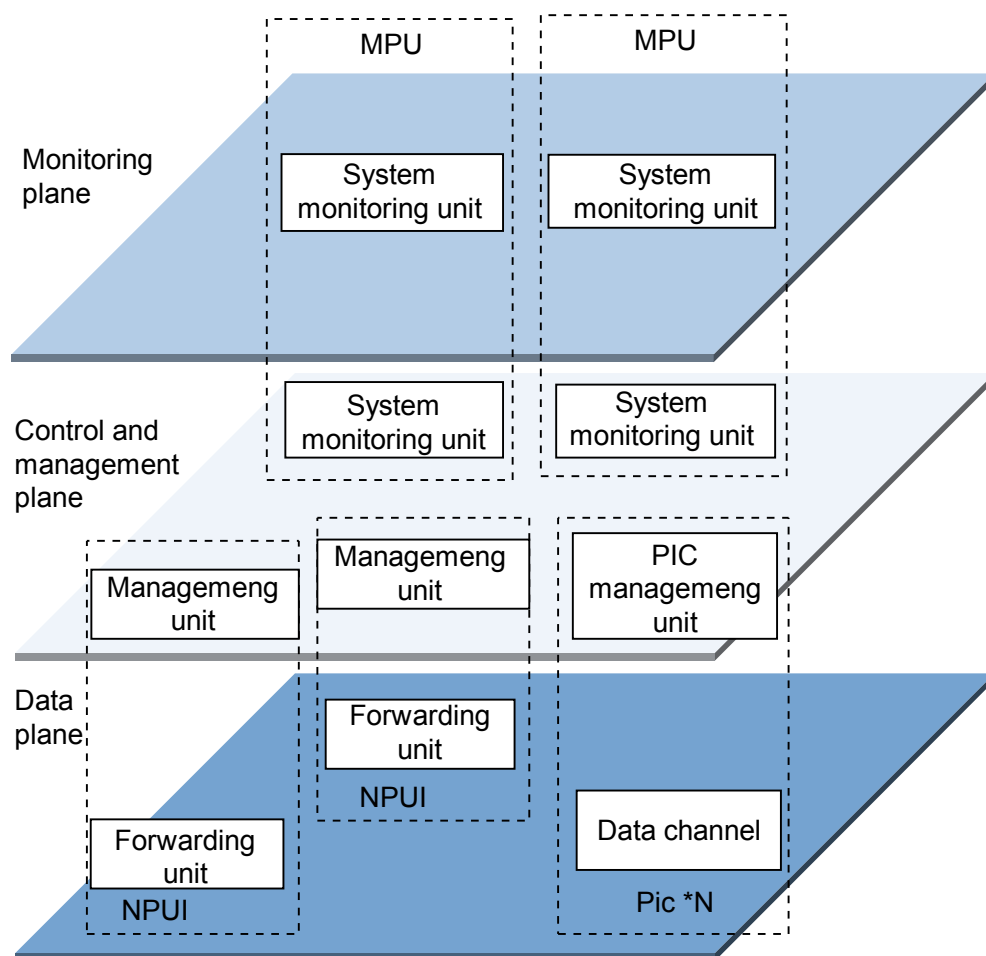 MPU
MPU
Monitoring
plane
System
monitoring unit
System
monitoring unit
Control and
management
plane
System
monitoring unit
System
monitoring unit
Managemeng
unit
Managemeng
unit
PIC
managemeng
unit
Data
plane
Forwarding
unit
NPUI
Forwarding
unit
NPUI
Data channel
Pic *N